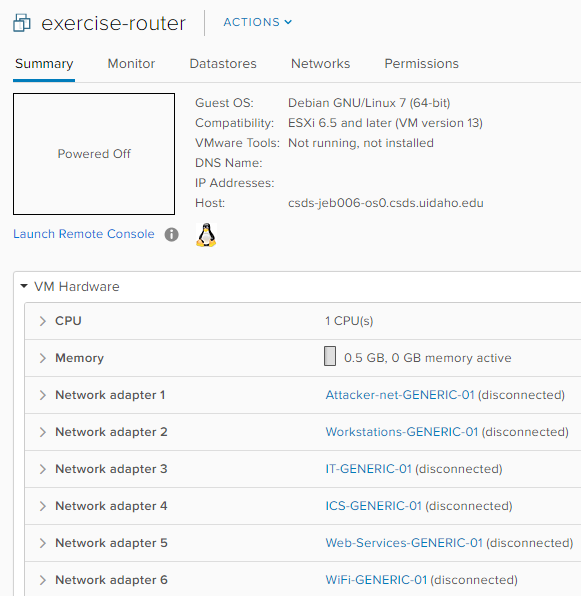 exercise-router ACTIONS
Summary Monitor Datastores Networks Permissions
Powered Off
Guest OS: Debian GNU/Linux 7 (64-bit)
Compatibility: ESXi 6.5 and later (VM version 13)
VMware Tools: Not running, not installed
DNS Name:
IP Addresses:
Host: csds-jeb006-os0.csds.uidaho.edu
Launch Remote Console
VM Hardware
CPU 1 CPU(s)
Memory 0.5 GB, 0 GB memory active
Network adapter 1 Attacker-net-GENERIC-01 (disconnected)
Network adapter 2 Workstations-GENERIC-01 (disconnected)
Network adapter 3 IT-GENERIC-01 (disconnected)
Network adapter 4 ICS-GENERIC-01 (disconnected)
Network adapter 5 Web-Services-GENERIC-01 (disconnected)
Network adapter 6 WiFi-GENERIC-01 (disconnected)